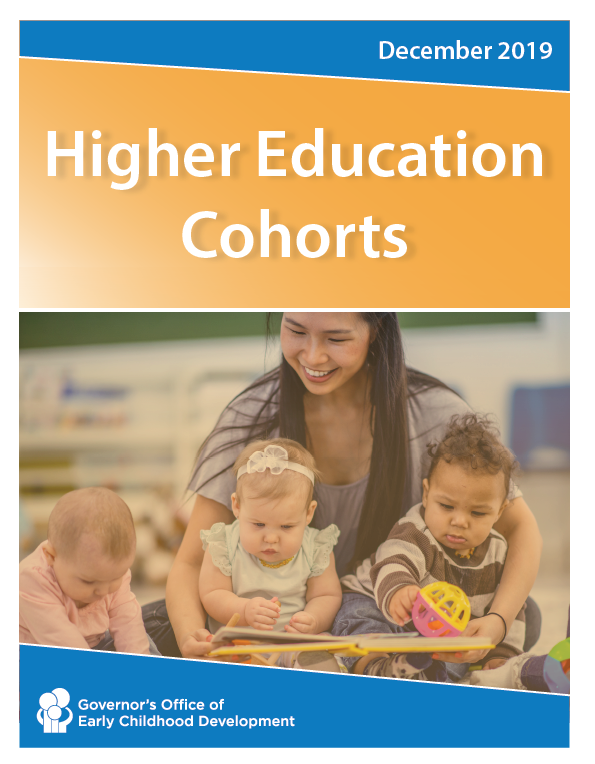 December 2019
Higher Education
Cohorts
Governor's Office of
Early Childhood Development